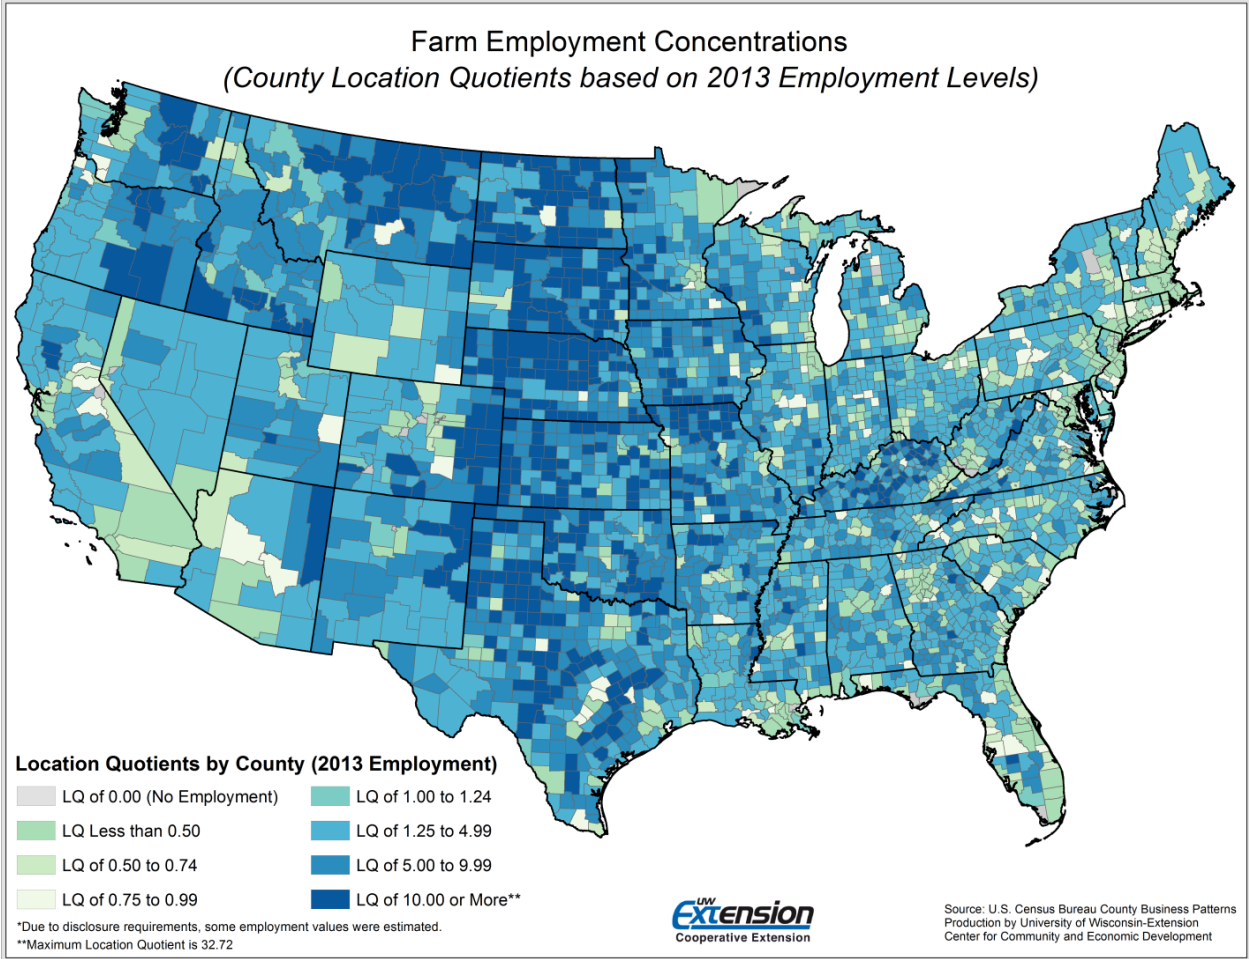 Farm Employment Concentrations
(County Location Quotients based on 2013 Employment Levels)
Location Quotients by County (2013 Employment)
LQ of 0.00 (No Employment)
LQ Less than 0.50
LQ of 0.50 to 0.74
LQ of 0.75 to 0.99
LQ of 1.00 to 1.24
LQ of 1.25 to 4.99
LQ of 5.00 to 9.99
LQ of 10.00 or More**
*Due to disclosure requirements, some employment values were estimated.
**Maximum Location Quotient is 32.72
UW
Extension
Cooperative Extension
Source: U.S. Census Bureau County Business Patterns
Production by University of Wisconsin-Extension
Center for Community and Economic Development